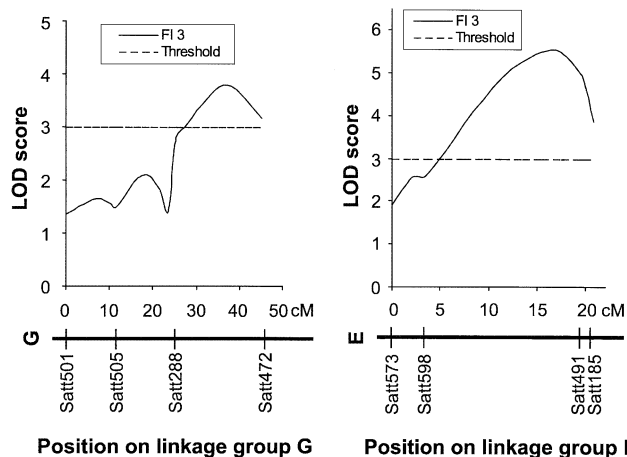 5
4
3
2
1
0
LOD score
FI 3
Threshold
0 10 20 30 40 50 cM
G
Satt501
Satt505
Satt288
Satt472
Position on linkage group G
6
5
4
3
2
1
0
LOD score
FI 3
Threshold
0 5 10 15 20 cM
E
Satt573
Satt598
Satt491
Satt185
Position on linkage group